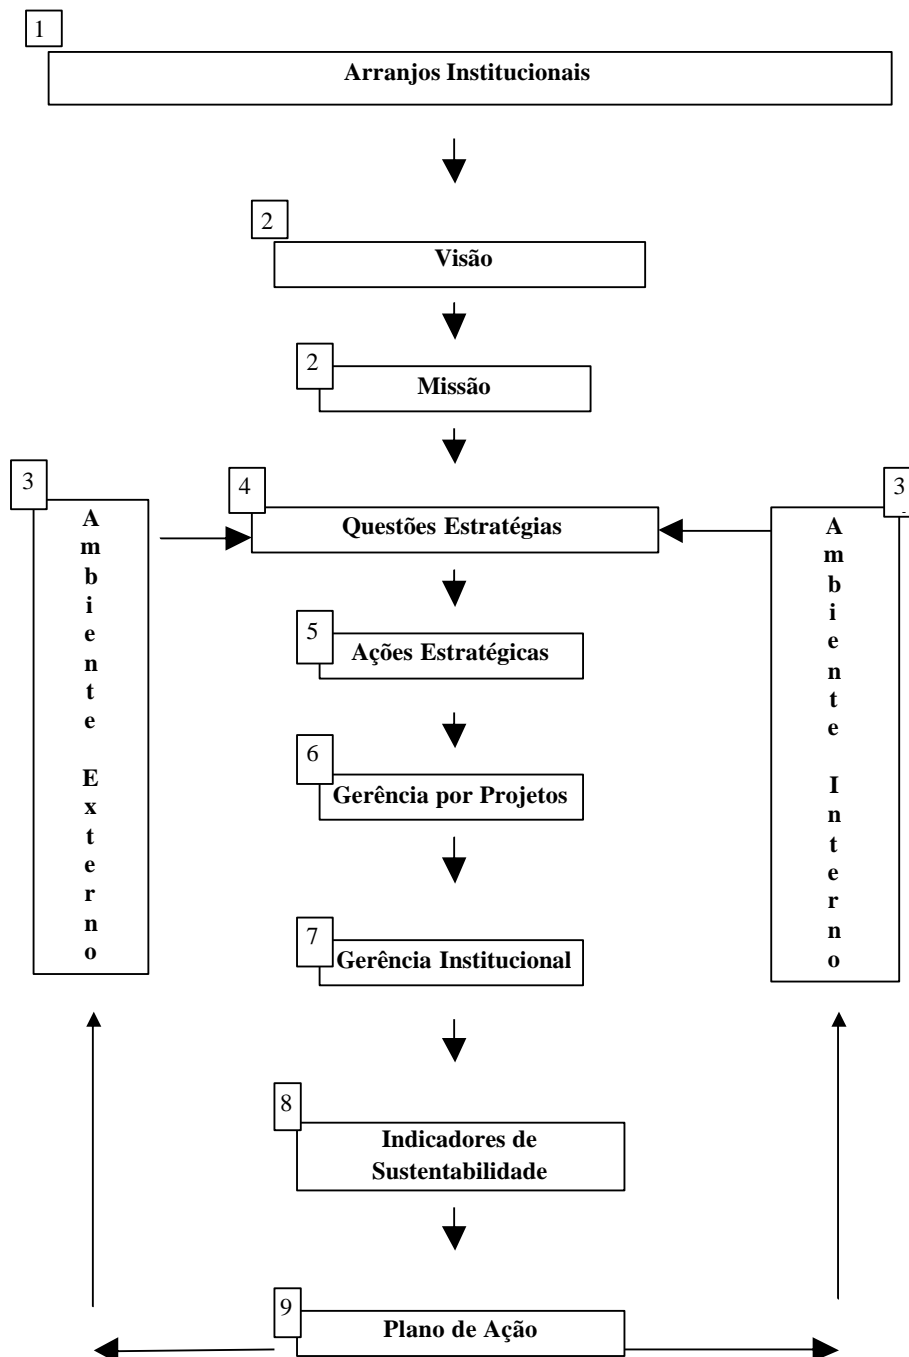 1
Arranjos Institucionais
2
Visão
2
Missão
3
Ambiente Externo
4
Questões Estratégias
3
Ambiente Interno
5
Ações Estratégicas
6
Gerência por Projetos
7
Gerência Institucional
8
Indicadores de
Sustentabilidade
9
Plano de Ação